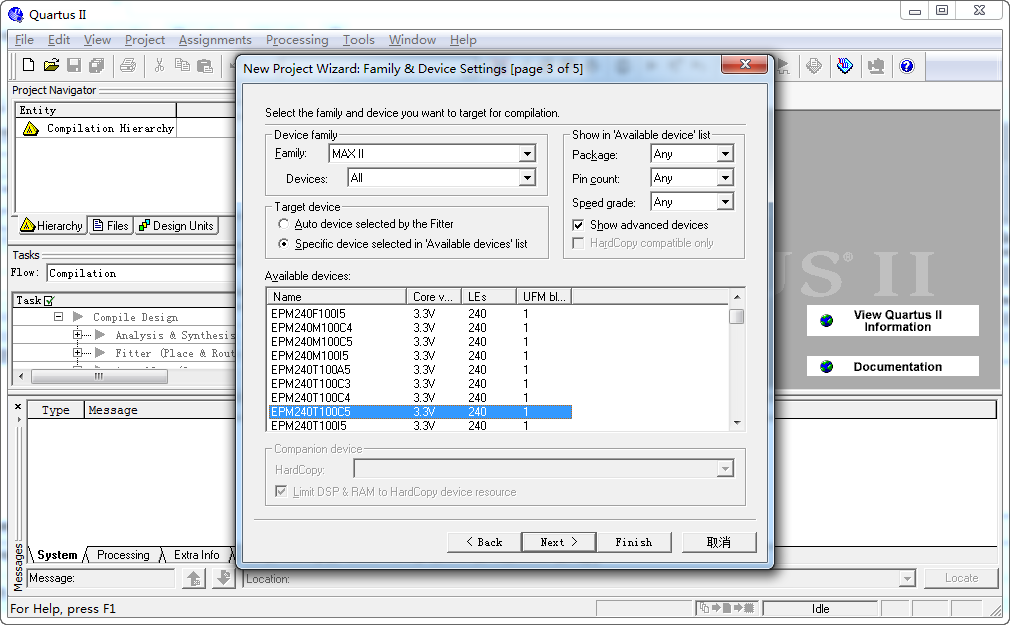 Quartus II
File Edit View Project Assignments Processing Tools Window Help
Project Navigator
Entity
Compilation Hierarchy
Hierarchy Files Design Units
Tasks
Flow: Compilation
Task
Compile Design
Analysis & Synthesis
Fitter (Place & Rout
New Project Wizard: Family & Device Settings [page 3 of 5]
Select the family and device you want to target for compilation.
Device family
Family: MAX II
Devices: All
Target device
Auto device selected by the Fitter
Specific device selected in 'Available devices' list
Show in 'Available device' list
Package: Any
Pin count: Any
Speed grade: Any
Show advanced devices
HardCopy compatible only
Available devices:
Name Core v... LEs UFM bl...
EPM240F100I5 3.3V 240 1
EPM240M100C4 3.3V 240 1
EPM240M100C5 3.3V 240 1
EPM240M100I5 3.3V 240 1
EPM240T100A5 3.3V 240 1
EPM240T100C3 3.3V 240 1
EPM240T100C4 3.3V 240 1
EPM240T100C5 3.3V 240 1
EPM240T100I5 3.3V 240 1
Companion device
HardCopy:
Limit DSP & RAM to HardCopy device resource
< Back Next > Finish 取消
US® II
View Quartus II
Information
Documentation
Type Message
Messages
System Processing Extra Info
Message: Location: Locate
For Help, press F1 Idle